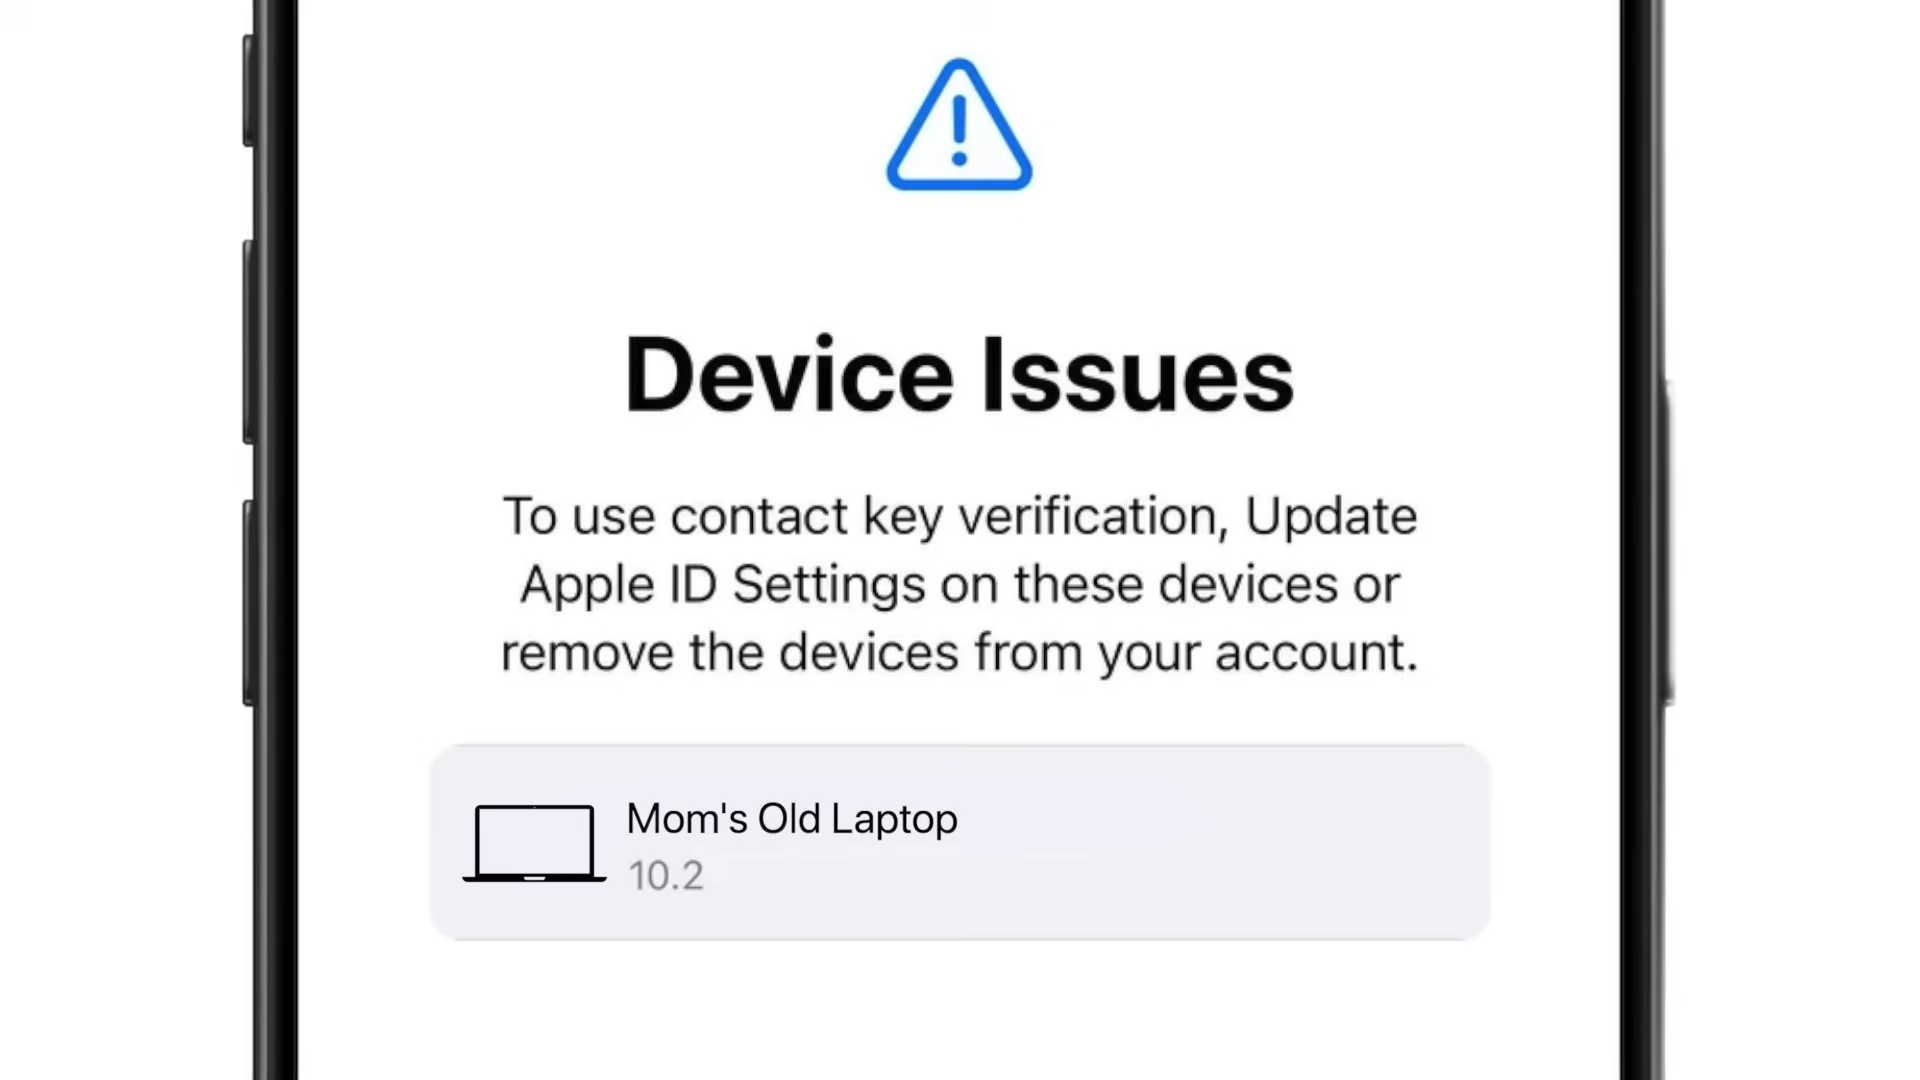 Device Issues
To use contact key verification, Update
Apple ID Settings on these devices or
remove the devices from your account.
Mom's Old Laptop
10.2